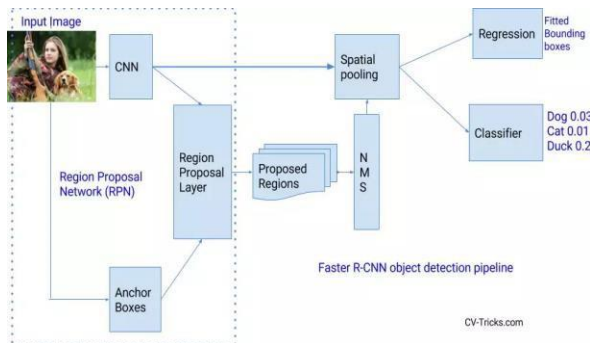 Input Image
CNN
Spatial
pooling
Regression
Fitted
Bounding
boxes
Classifier
Dog 0.03
Cat 0.01
Duck 0.2
Region Proposal
Network (RPN)
Region
Proposal
Layer
Proposed
Regions
N
M
S
Anchor
Boxes
Faster R-CNN object detection pipeline
CV-Tricks.com